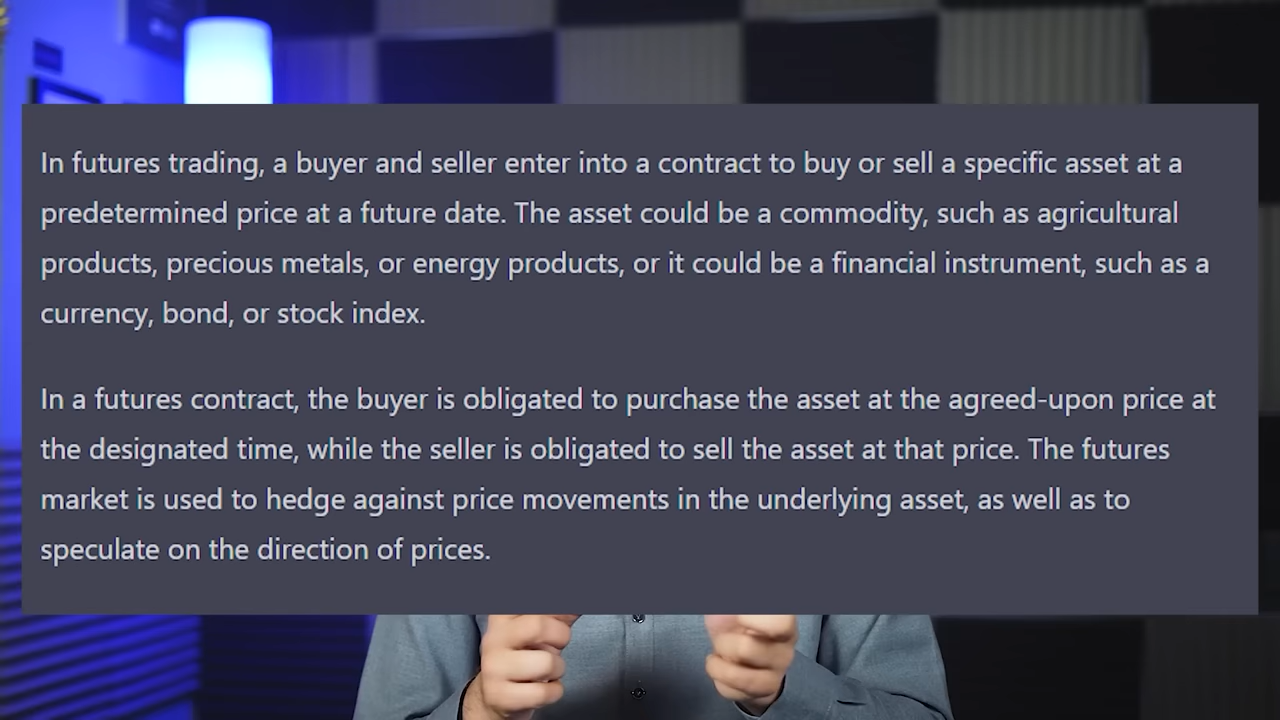 In futures trading, a buyer and seller enter into a contract to buy or sell a specific asset at a
predetermined price at a future date. The asset could be a commodity, such as agricultural
products, precious metals, or energy products, or it could be a financial instrument, such as a
currency, bond, or stock index.
In a futures contract, the buyer is obligated to purchase the asset at the agreed-upon price at
the designated time, while the seller is obligated to sell the asset at that price. The futures
market is used to hedge against price movements in the underlying asset, as well as to
speculate on the direction of prices.